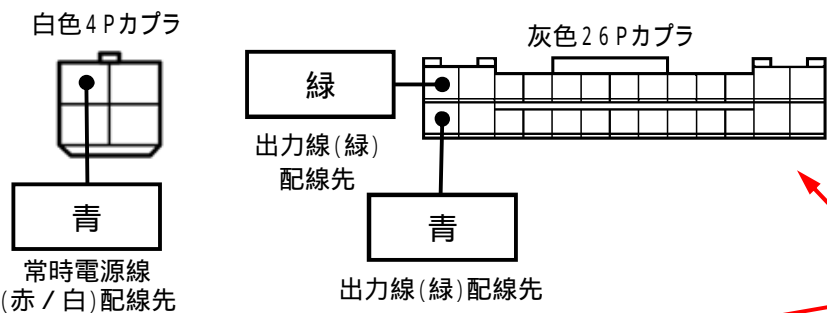 白色4Pカプラ
青
常時電源線
(赤/白)配線先
灰色26Pカプラ
緑
出力線(緑)
配線先
青
出力線(緑)配線先